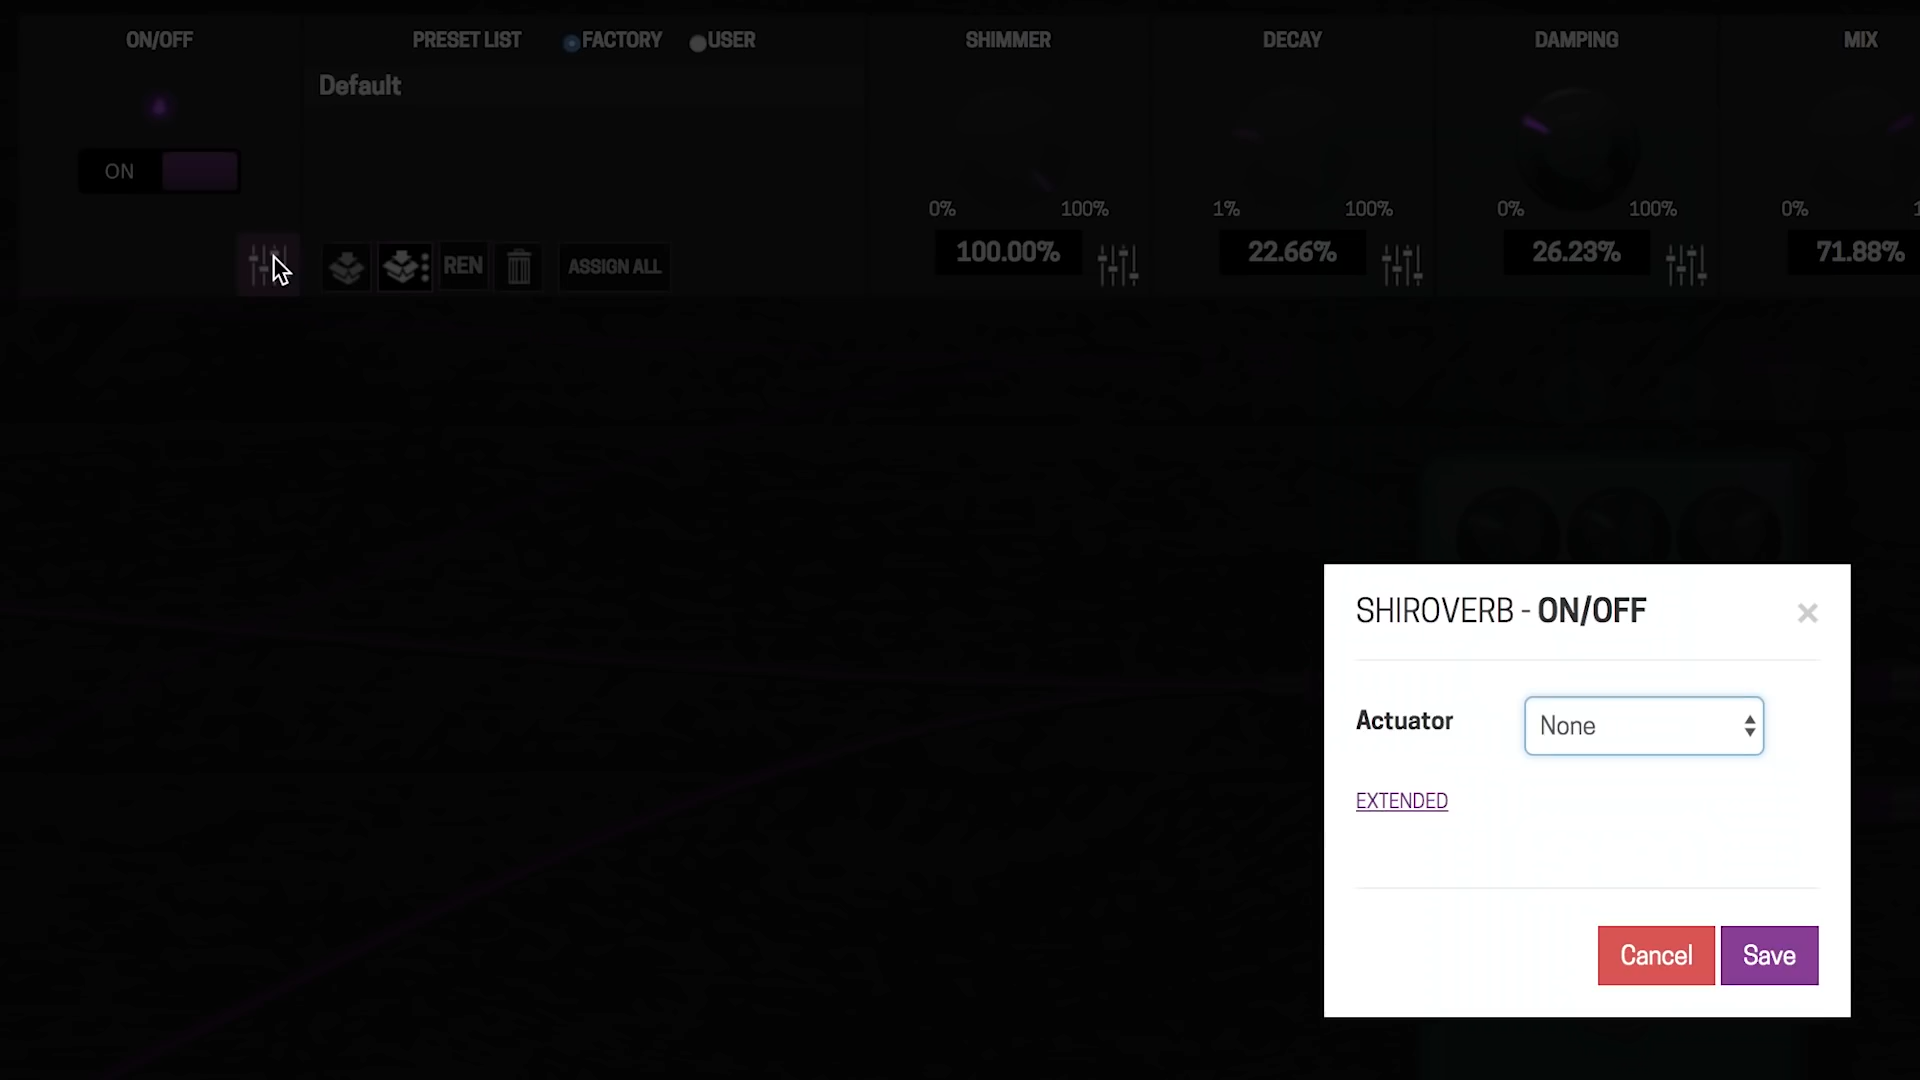 ON/OFF
PRESET LIST FACTORY USER
SHIMMER
DECAY
DAMPING
MIX
Default
ON
0% 100%
1% 100%
0% 100%
0% 1
REN
ASSIGN ALL
100.00%
22.66%
26.23%
71.88%
SHIROVERB - ON/OFF
×
Actuator
None
EXTENDED
Cancel
Save